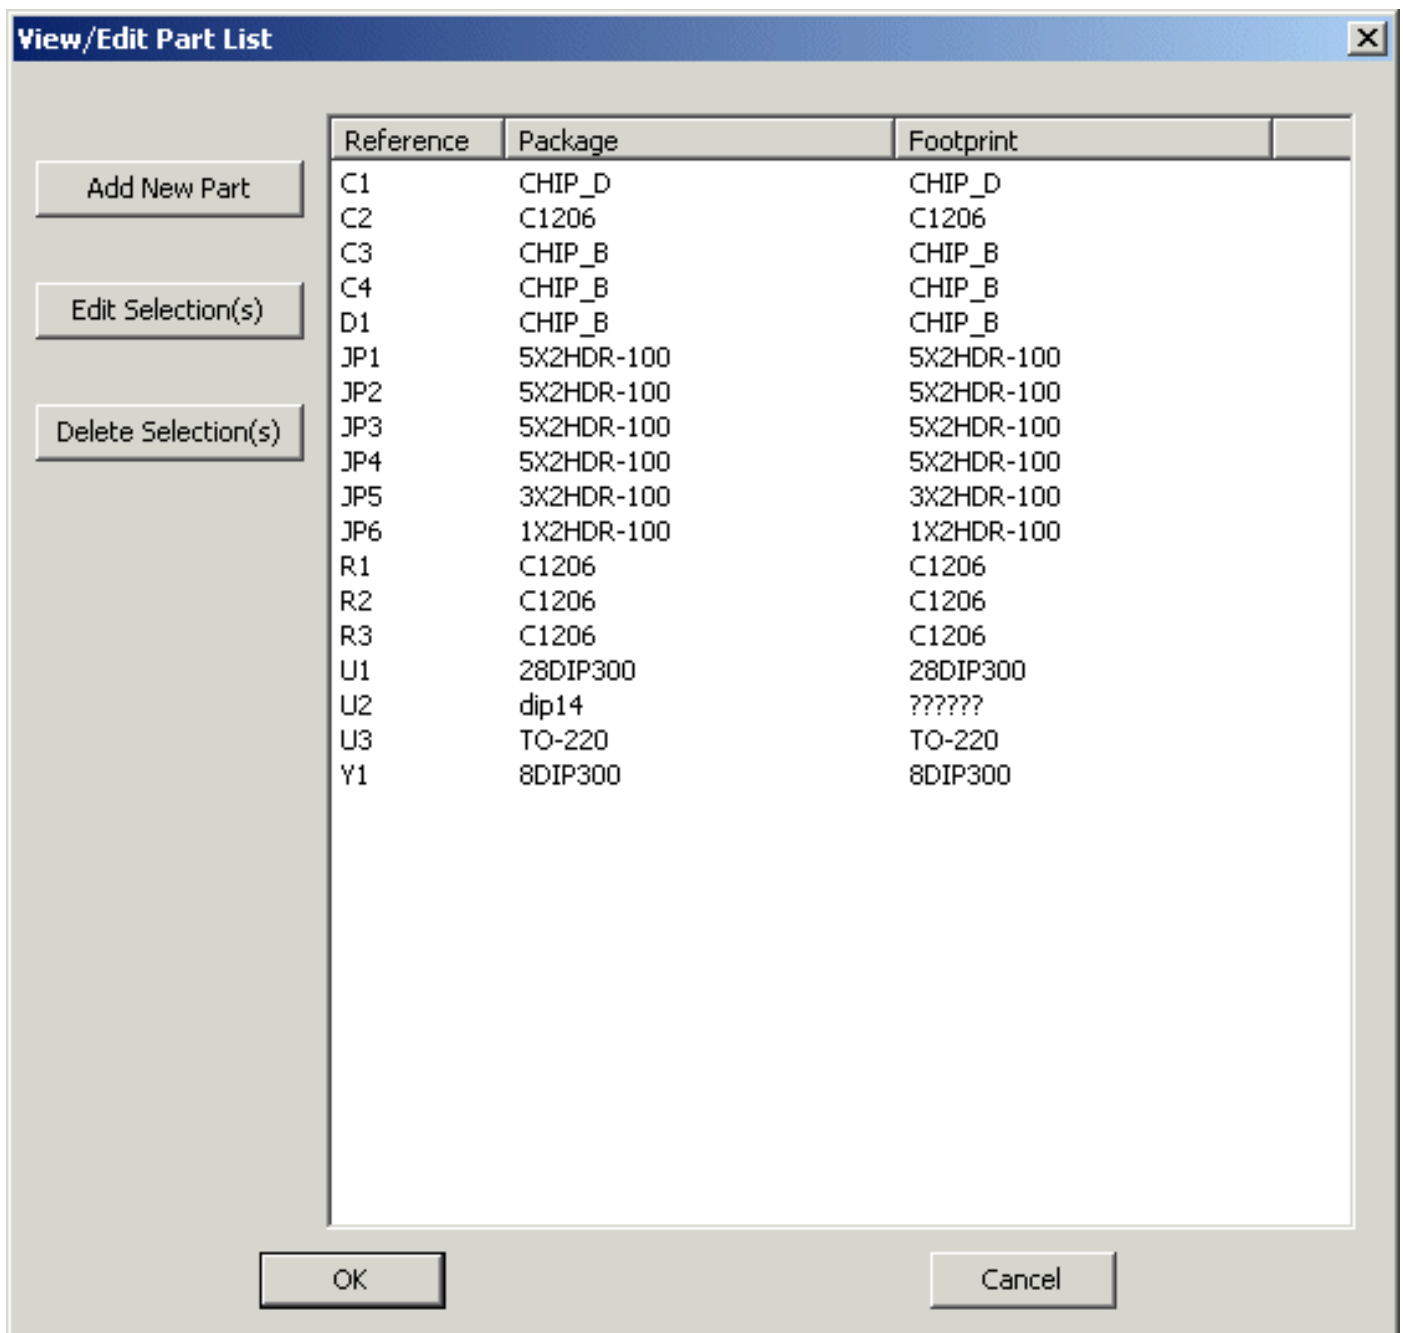 View/Edit Part List
Reference Package Footprint
Add New Part
Edit Selection(s)
Delete Selection(s)
C1 CHIP_D CHIP_D
C2 C1206 C1206
C3 CHIP_B CHIP_B
C4 CHIP_B CHIP_B
D1 CHIP_B CHIP_B
JP1 5X2HDR-100 5X2HDR-100
JP2 5X2HDR-100 5X2HDR-100
JP3 5X2HDR-100 5X2HDR-100
JP4 5X2HDR-100 5X2HDR-100
JP5 3X2HDR-100 3X2HDR-100
JP6 1X2HDR-100 1X2HDR-100
R1 C1206 C1206
R2 C1206 C1206
R3 C1206 C1206
U1 28DIP300 28DIP300
U2 dip14 ??????
U3 TO-220 TO-220
Y1 8DIP300 8DIP300
OK Cancel